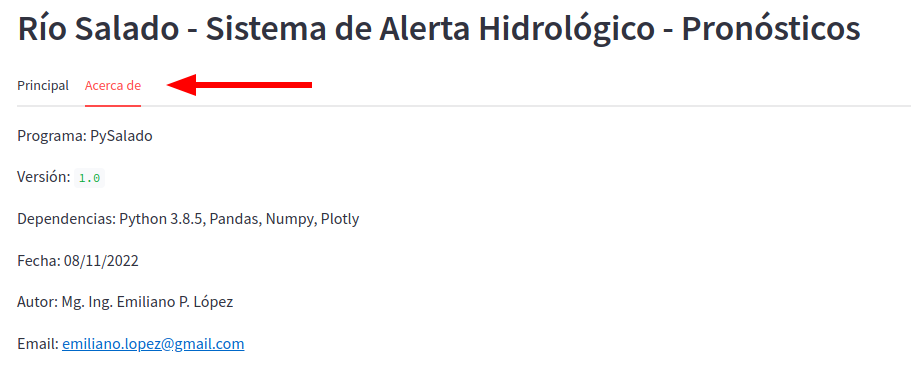 Río Salado - Sistema de Alerta Hidrológico - Pronósticos
Principal Acerca de
Programa: PySalado
Versión: 1.0
Dependencias: Python 3.8.5, Pandas, Numpy, Plotly
Fecha: 08/11/2022
Autor: Mg. Ing. Emiliano P. López
Email: emiliano.lopez@gmail.com